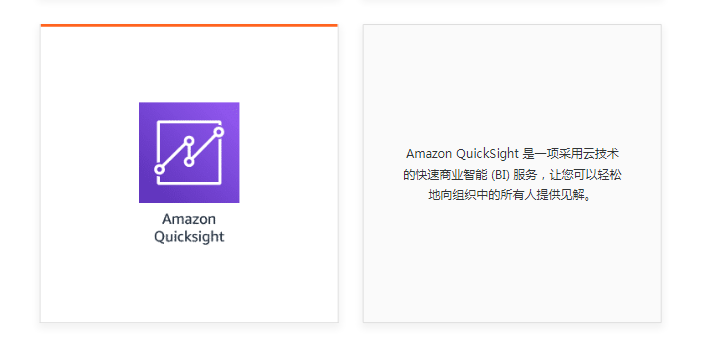 Amazon
Quicksight
Amazon QuickSight 是一项采用云技术
的快速商业智能 (BI) 服务，让您可以轻松
地向组织中的所有人提供见解。